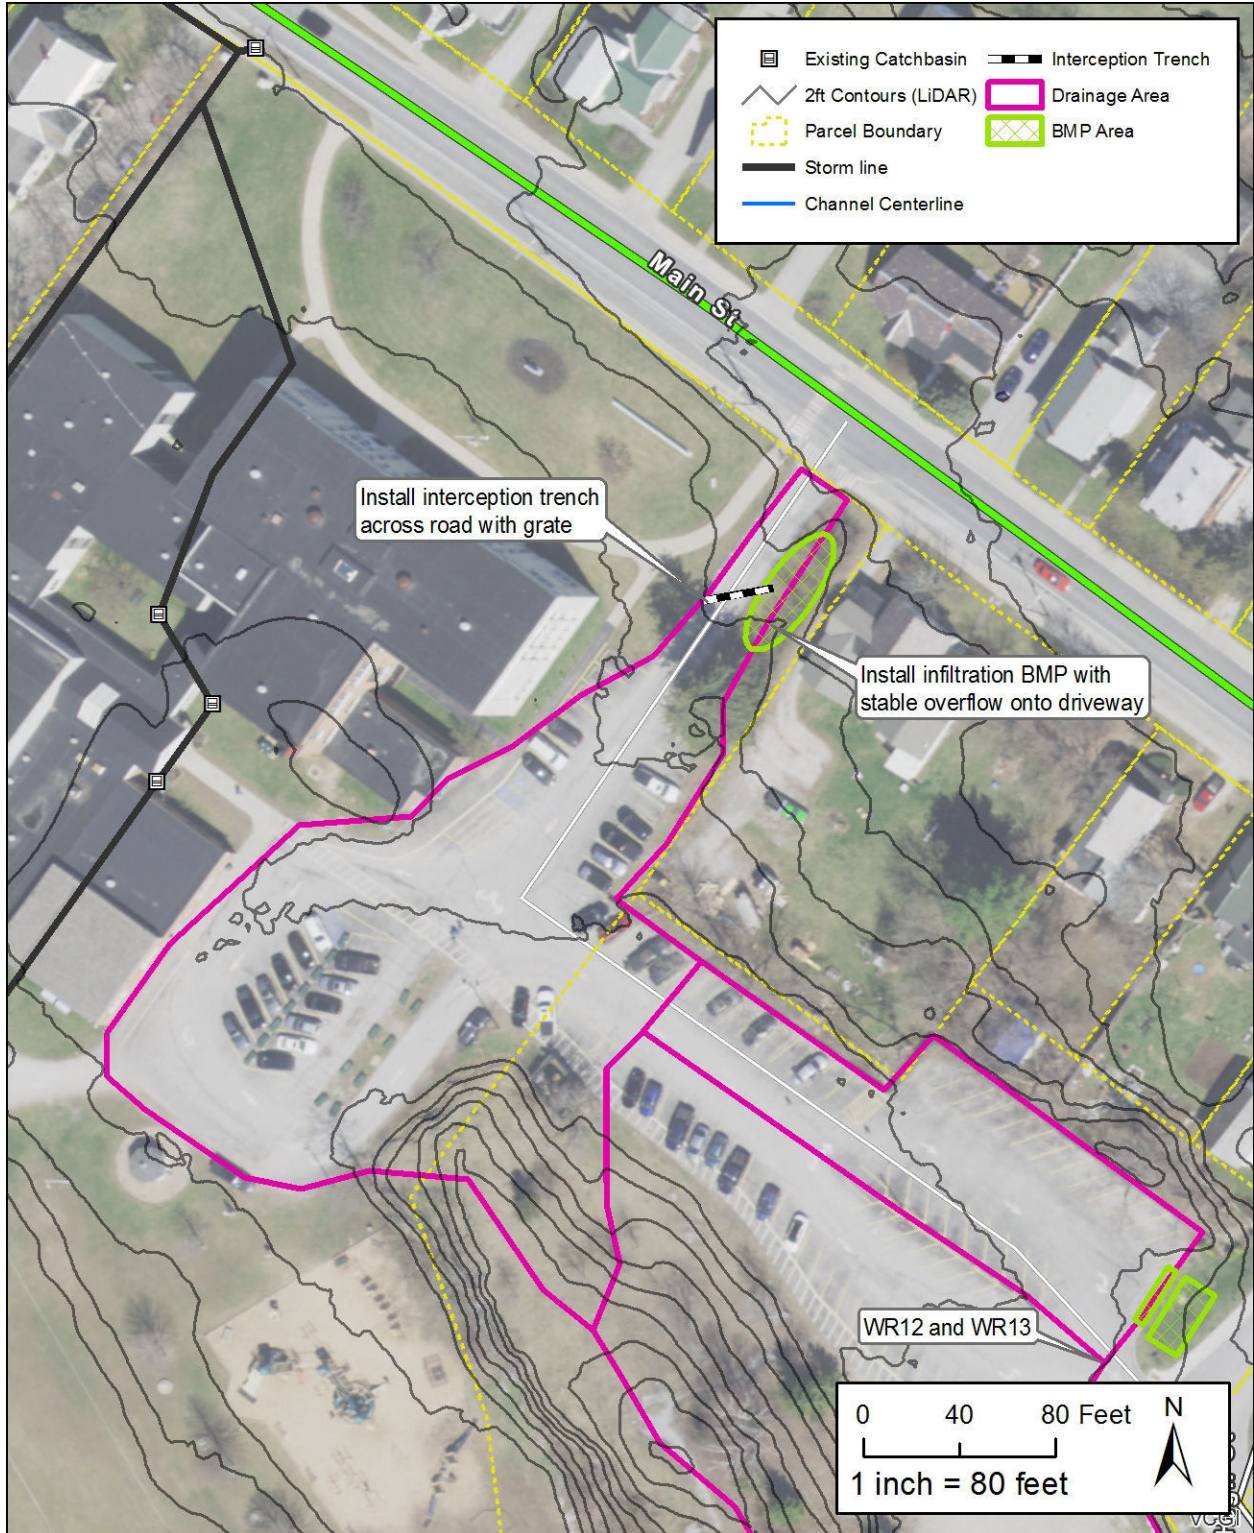 Existing Catchbasin
2ft Contours (LiDAR)
Parcel Boundary
Storm line
Channel Centerline
Interception Trench
Drainage Area
BMP Area
Main St
Install interception trench
across road with grate
Install infiltration BMP with
stable overflow onto driveway
WR12 and WR13
0 40 80 Feet
N
1 inch = 80 feet
VCGI